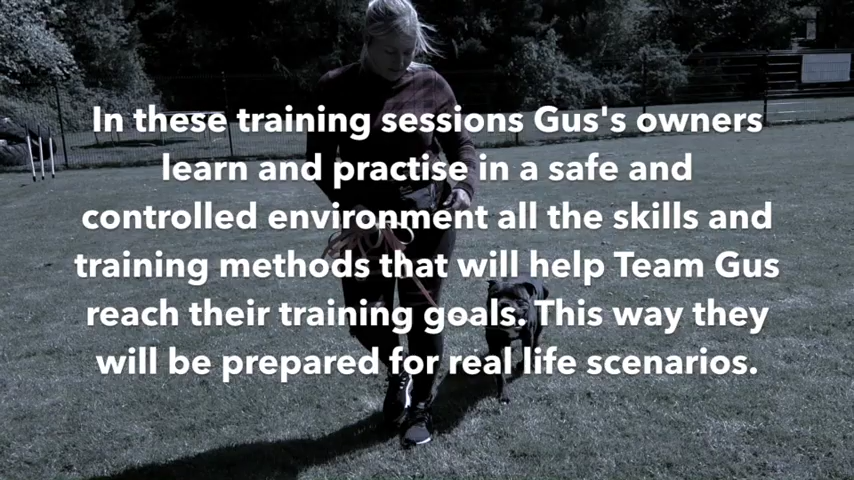 In these training sessions Gus's owners
learn and practise in a safe and
controlled environment all the skills and
training methods that will help Team Gus
reach their training goals. This way they
will be prepared for real life scenarios.